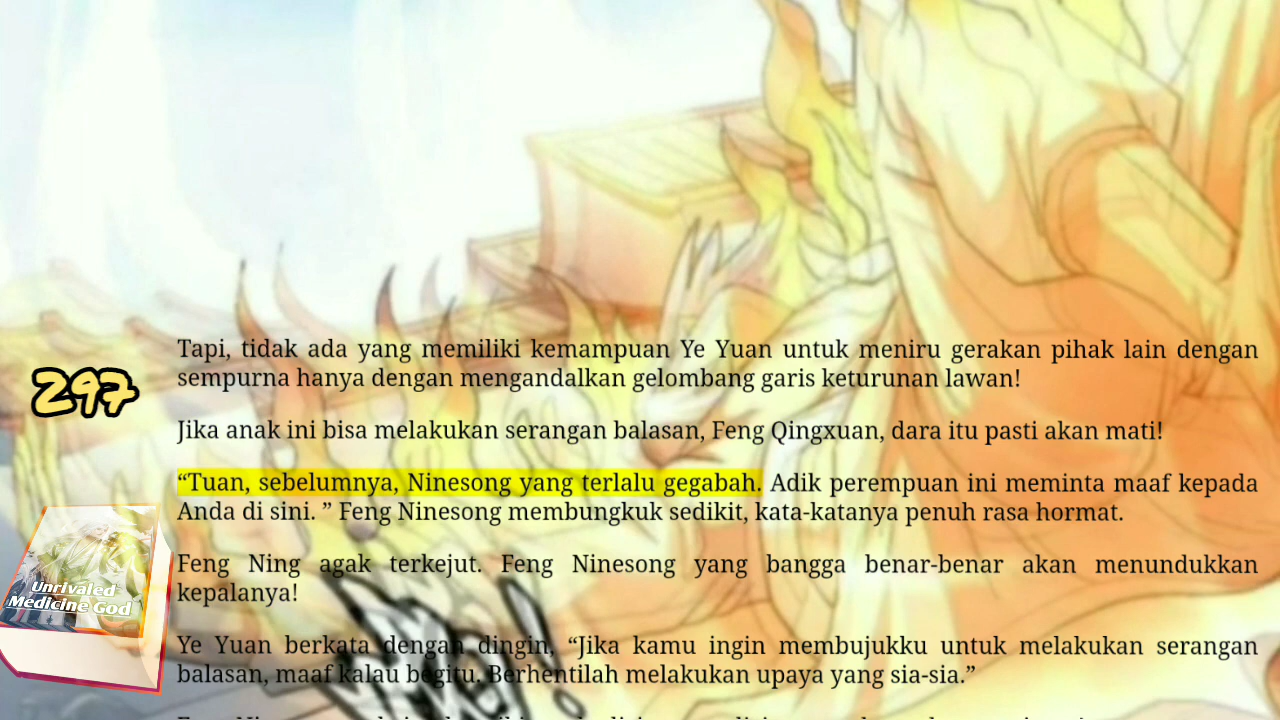 Tapi, tidak ada yang memiliki kemampuan Ye Yuan untuk meniru gerakan pihak lain dengan
sempurna hanya dengan mengandalkan gelombang garis keturunan lawan!
297
Jika anak ini bisa melakukan serangan balasan, Feng Qingxuan, dara itu pasti akan mati!
“Tuan, sebelumnya, Ninesong yang terlalu gegabah. Adik perempuan ini meminta maaf kepada
Anda di sini. ” Feng Ninesong membungkuk sedikit, kata-katanya penuh rasa hormat.
Feng Ning agak terkejut. Feng Ninesong yang bangga benar-benar akan menundukkan
kepalanya!
Unrivaled
Medicine God
Ye Yuan berkata dengan dingin, “Jika kamu ingin membujukku untuk melakukan serangan
balasan, maaf kalau begitu. Berhentilah melakukan upaya yang sia-sia.”